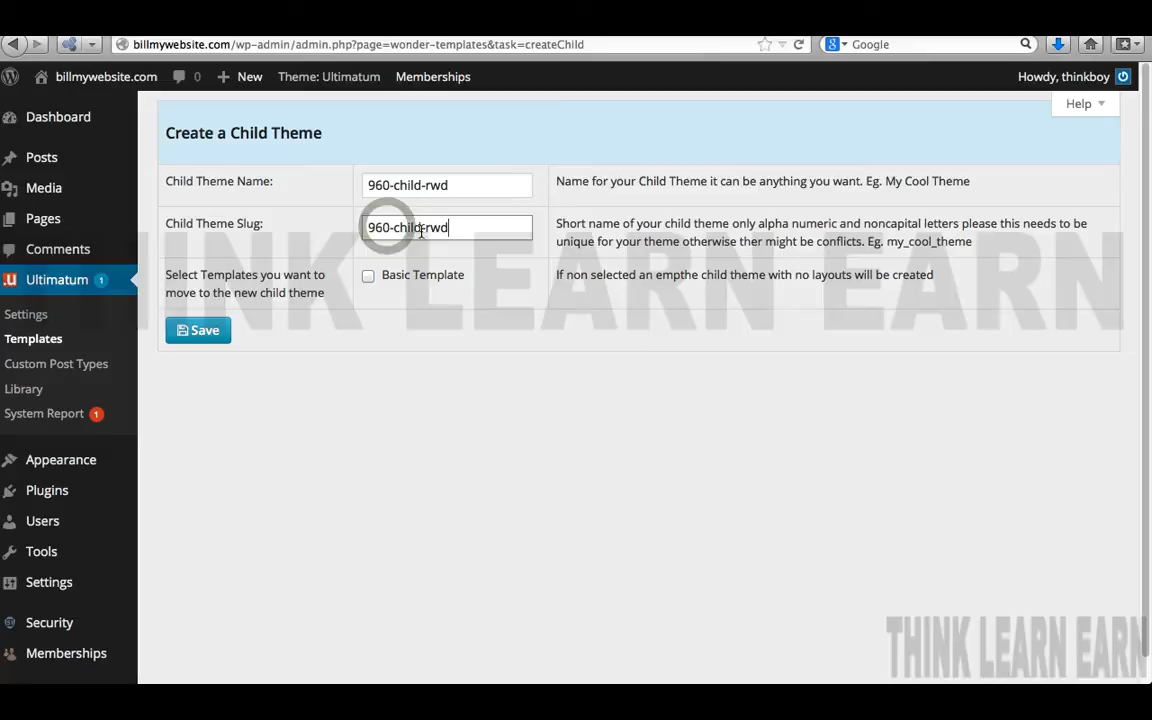 billmywebsite.com/wp-admin/admin.php?page=wonder-templates&task=createChild
Google
billmywebsite.com
0
New
Theme: Ultimatum
Memberships
Howdy, thinkboy
Help
Dashboard
Posts
Media
Pages
Comments
Ultimatum 1
Settings
Templates
Custom Post Types
Library
System Report 1
Appearance
Plugins
Users
Tools
Settings
Security
Memberships
Create a Child Theme
Child Theme Name:
960-child-rwd
Name for your Child Theme it can be anything you want. Eg. My Cool Theme
Child Theme Slug:
960-child-rwd
Short name of your child theme only alpha numeric and noncapital letters please this needs to be
unique for your theme otherwise ther might be conflicts. Eg. my_cool_theme
Select Templates you want to
move to the new child theme
Basic Template
If non selected an empthe child theme with no layouts will be created
Save
THINK LEARN EARN
THINK LEARN EARN